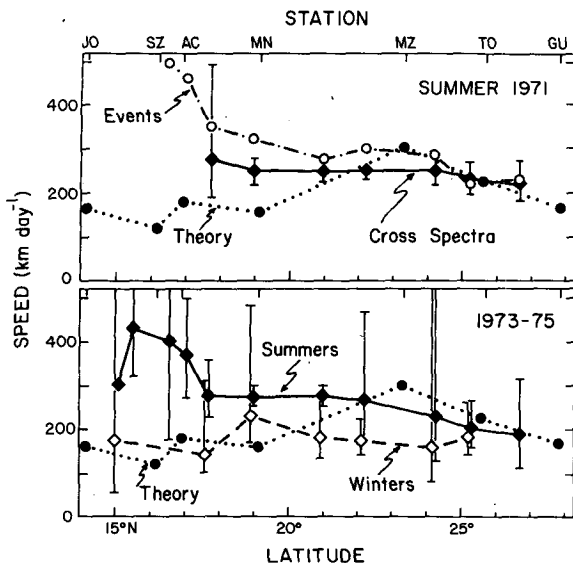 STATION
JO SZ AC MN MZ TO GU
SUMMER 1971
Events
Theory
Cross Spectra
400
200
0
SPEED (km day⁻¹)
1973-75
Summers
Theory
Winters
400
200
0
15°N 20° 25°
LATITUDE